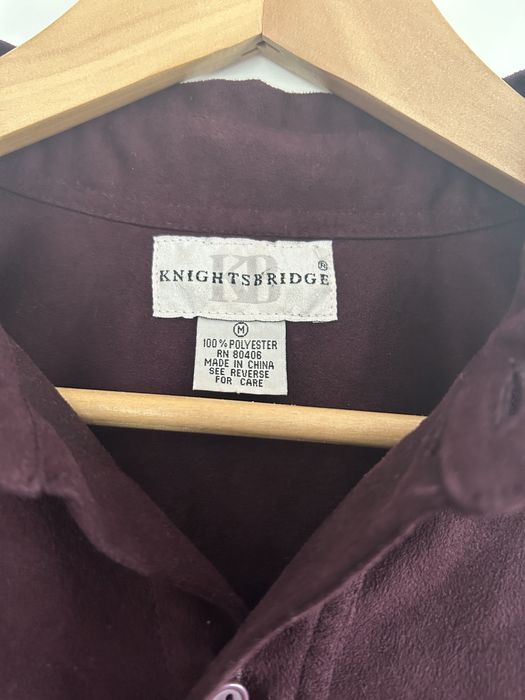 KB
KNIGHTSBRIDGE ®
M
100 % POLYESTER
RN 80406
MADE IN CHINA
SEE REVERSE
FOR CARE